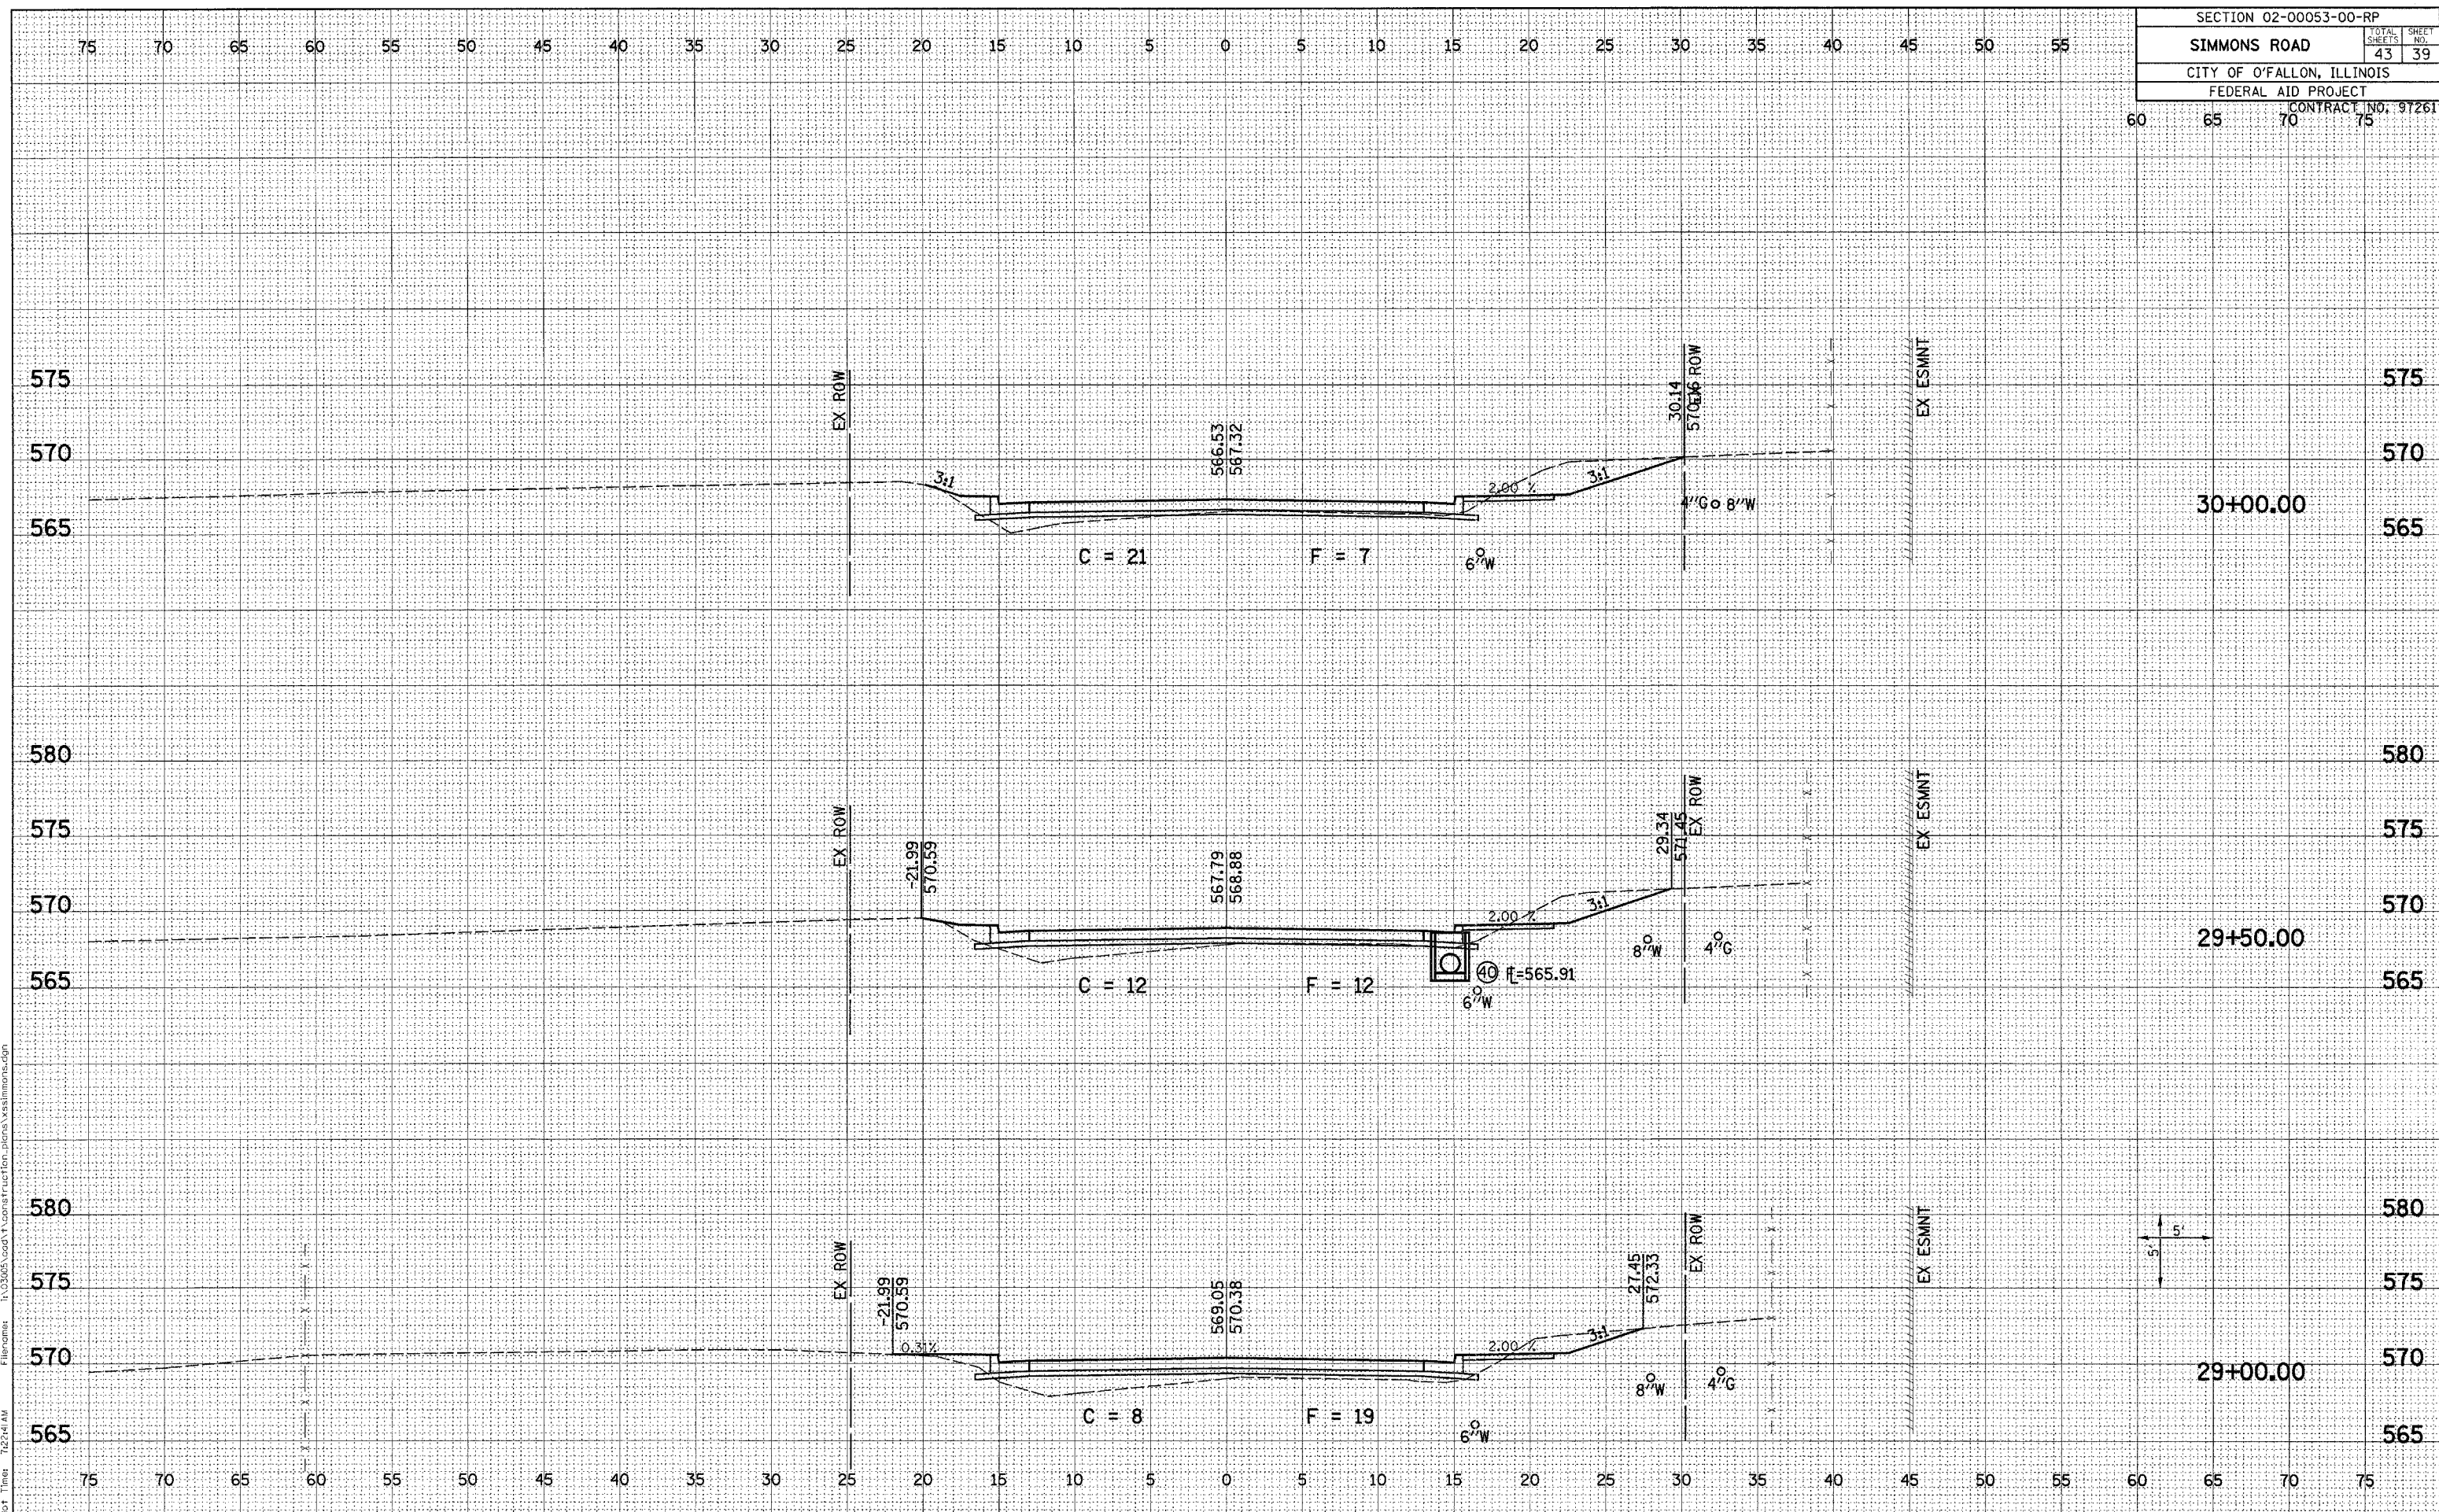 SECTION 02-00053-00-RP
SIMMONS ROAD
TOTAL SHEETS
SHEET NO.
43 39
CITY OF O'FALLON, ILLINOIS
FEDERAL AID PROJECT
CONTRACT NO. 97261
75 70 65 60 55 50 45 40 35 30 25 20 15 10 5 0 5 10 15 20 25 30 35 40 45 50 55
60 65 70 75
575 575
EX ROW
566.53
567.32
30.14
570.16
EX ROW
EX ESMNT
570 570
3:1
2.00 %
3:1
4"G 8"W
30+00.00
565 565
C = 21
F = 7
6"W
580 580
575 575
EX ROW
-21.99
570.59
567.79
568.88
29.34
571.45
EX ROW
EX ESMNT
570 570
2.00 %
3:1
8"W
4"G
29+50.00
40 FL=565.91
565 565
C = 12
F = 12
6"W
580 580
5'
5'
575 575
EX ROW
-21.99
570.59
569.05
570.38
27.45
572.33
EX ROW
EX ESMNT
570 570
0.31%
2.00 %
3:1
8"W
4"G
29+00.00
C = 8
F = 19
6"W
565 565
75 70 65 60 55 50 45 40 35 30 25 20 15 10 5 0 5 10 15 20 25 30 35 40 45 50 55 60 65 70 75